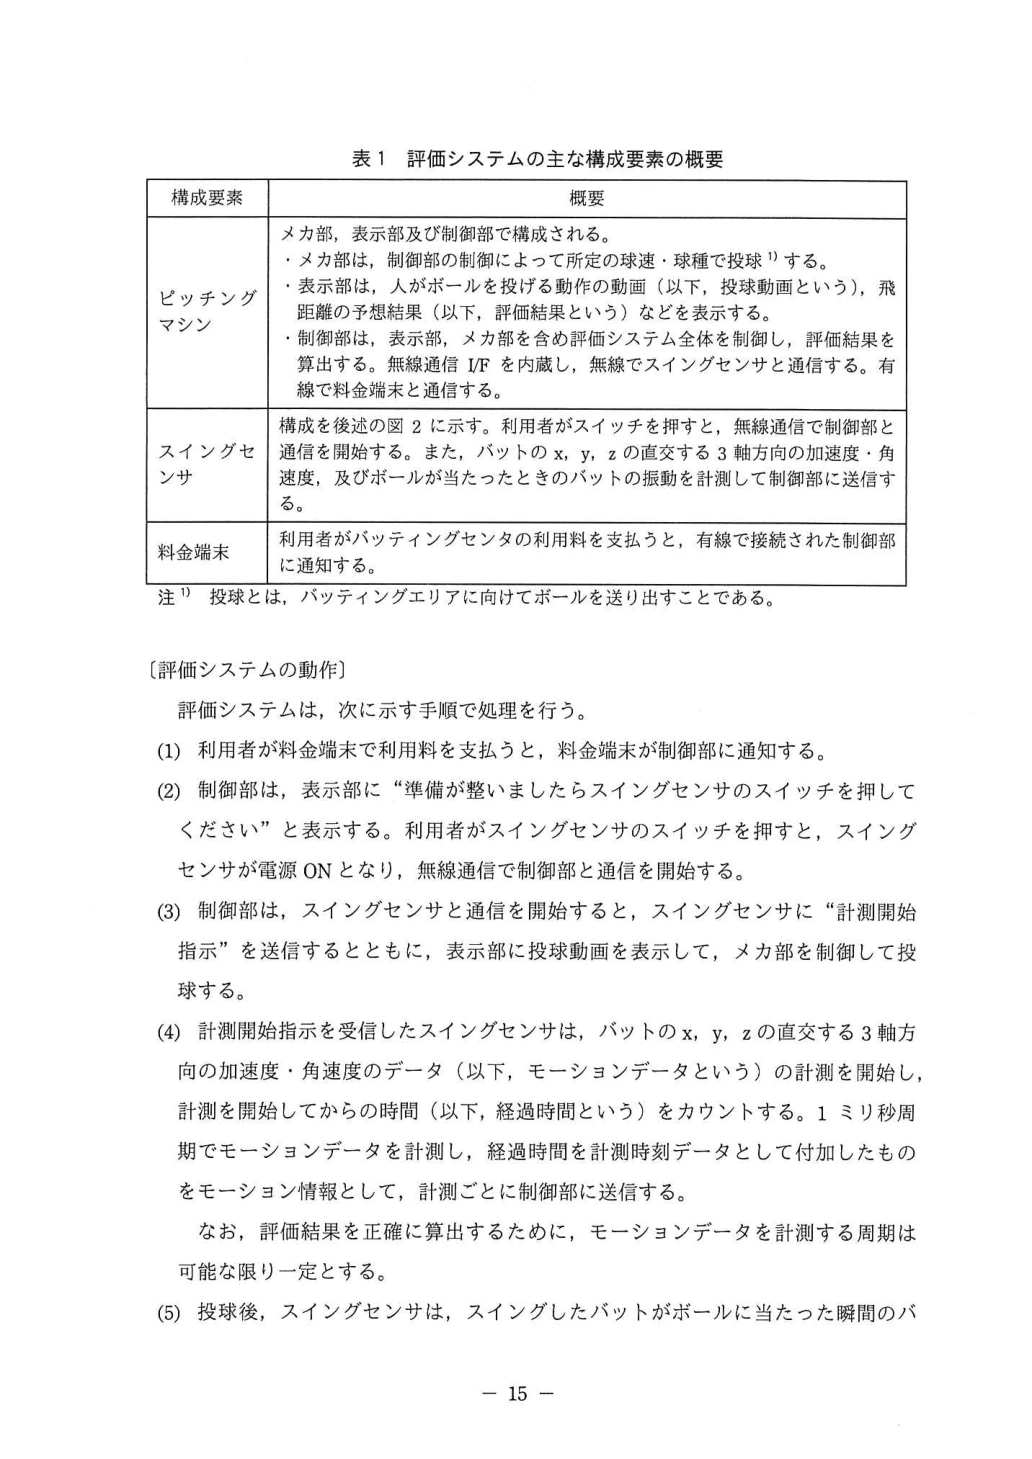 表1　評価システムの主な構成要素の概要
構成要素
概要
ピッチング
マシン
メカ部，表示部及び制御部で構成される。
・メカ部は，制御部の制御によって所定の球速・球種で投球1)する。
・表示部は，人がボールを投げる動作の動画（以下，投球動画という），飛
距離の予想結果（以下，評価結果という）などを表示する。
・制御部は，表示部，メカ部を含め評価システム全体を制御し，評価結果を
算出する。無線通信 I/F を内蔵し，無線でスイングセンサと通信する。有
線で料金端末と通信する。
スイングセ
ンサ
構成を後述の図 2 に示す。利用者がスイッチを押すと，無線通信で制御部と
通信を開始する。また，バットの x，y，z の直交する 3 軸方向の加速度・角
速度，及びボールが当たったときのバットの振動を計測して制御部に送信す
る。
料金端末
利用者がバッティングセンタの利用料を支払うと，有線で接続された制御部
に通知する。
注1)　投球とは，バッティングエリアに向けてボールを送り出すことである。
〔評価システムの動作〕
評価システムは，次に示す手順で処理を行う。
(1)　利用者が料金端末で利用料を支払うと，料金端末が制御部に通知する。
(2)　制御部は，表示部に“準備が整いましたらスイングセンサのスイッチを押して
ください”と表示する。利用者がスイングセンサのスイッチを押すと，スイング
センサが電源 ON となり，無線通信で制御部と通信を開始する。
(3)　制御部は，スイングセンサと通信を開始すると，スイングセンサに“計測開始
指示”を送信するとともに，表示部に投球動画を表示して，メカ部を制御して投
球する。
(4)　計測開始指示を受信したスイングセンサは，バットの x，y，z の直交する 3 軸方
向の加速度・角速度のデータ（以下，モーションデータという）の計測を開始し，
計測を開始してからの時間（以下，経過時間という）をカウントする。1 ミリ秒周
期でモーションデータを計測し，経過時間を計測時刻データとして付加したもの
をモーション情報として，計測ごとに制御部に送信する。
なお，評価結果を正確に算出するために，モーションデータを計測する周期は
可能な限り一定とする。
(5)　投球後，スイングセンサは，スイングしたバットがボールに当たった瞬間のバ
－ 15 －